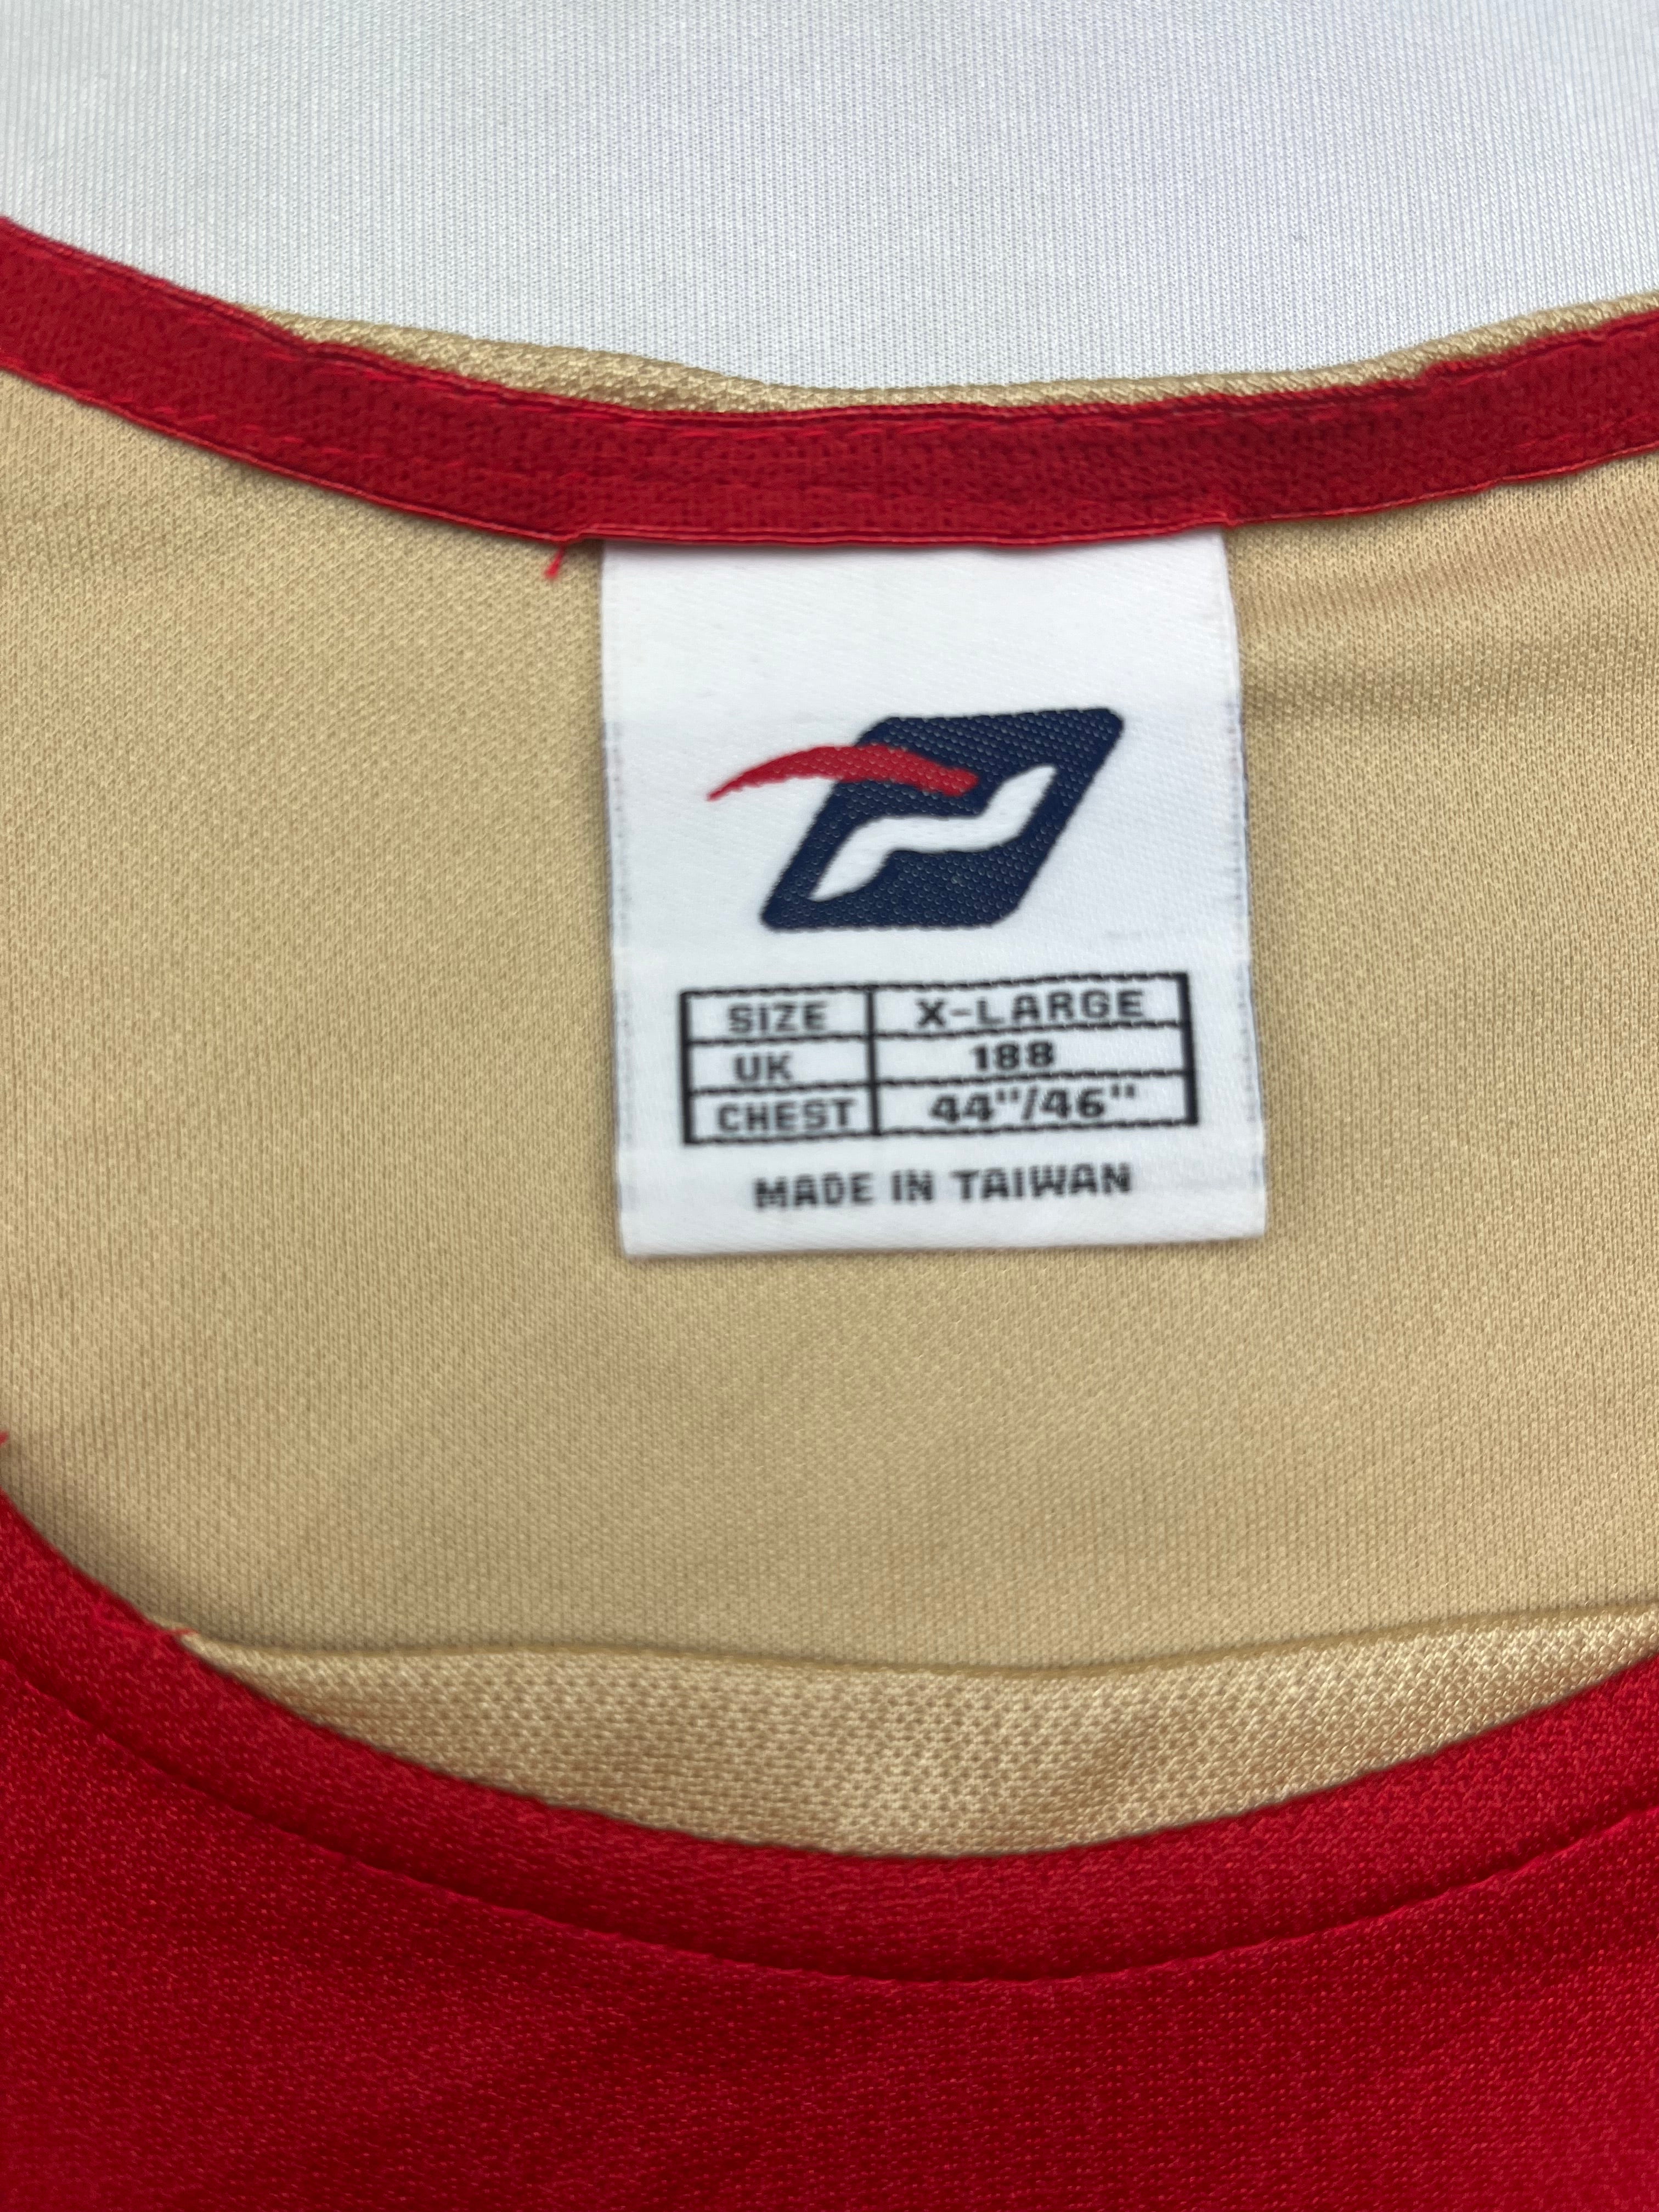 SIZE X-LARGE
UK 188
CHEST 44"/46"
MADE IN TAIWAN